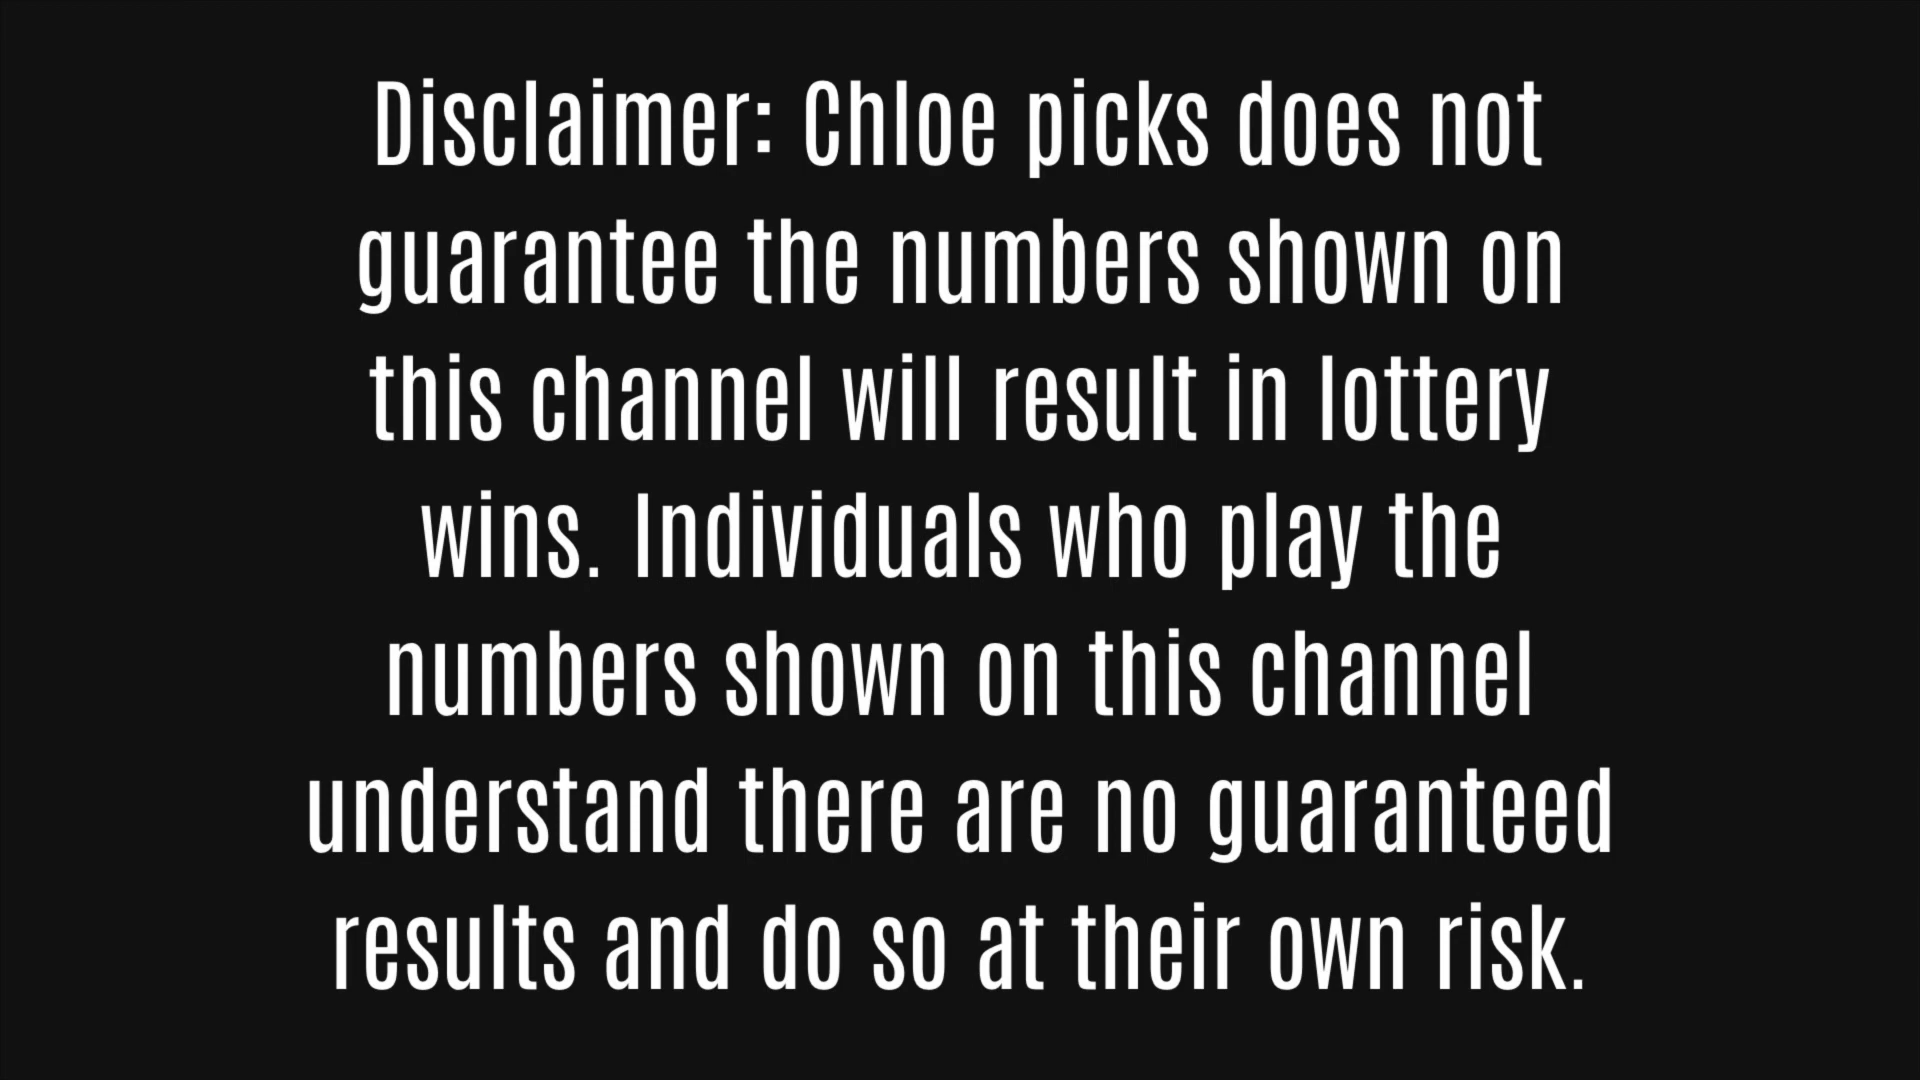 Disclaimer: Chloe picks does not
guarantee the numbers shown on
this channel will result in lottery
wins. Individuals who play the
numbers shown on this channel
understand there are no guaranteed
results and do so at their own risk.